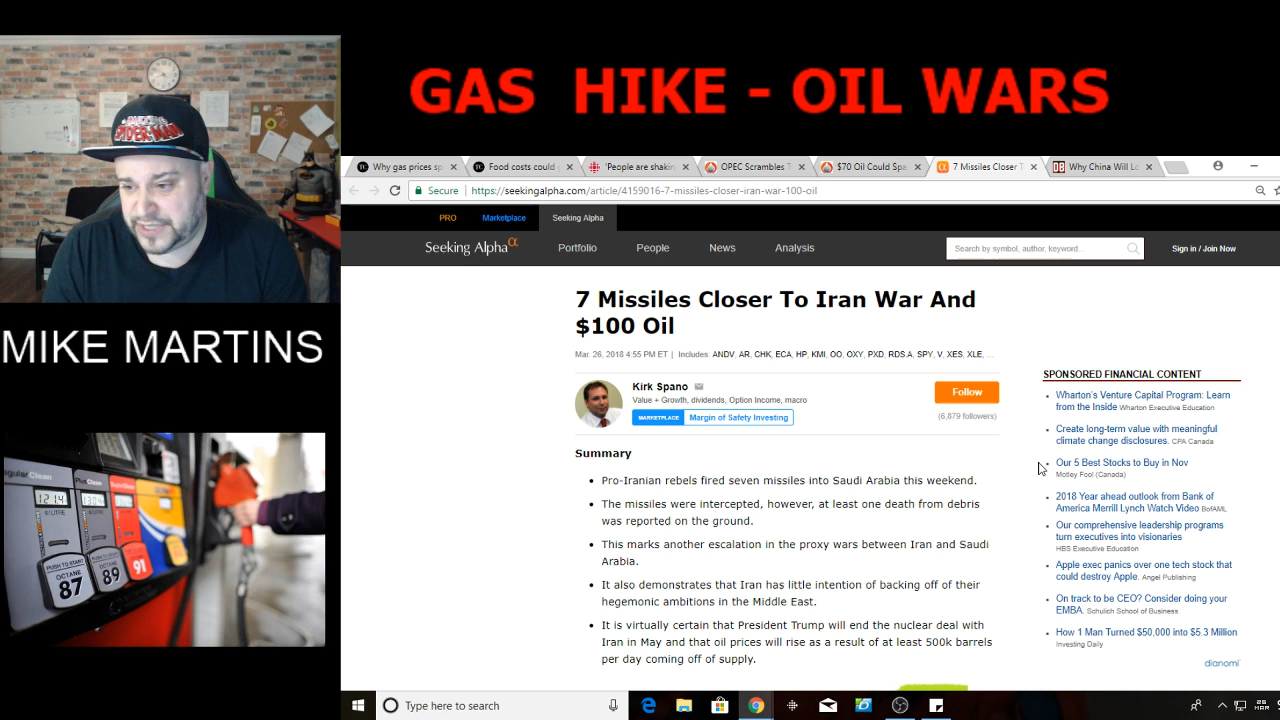 GAS HIKE - OIL WARS
SPIDER-MAN
Why gas prices sp
Food costs could
'People are shakin
OPEC Scrambles T
$70 Oil Could Spa
7 Missiles Closer T
Why China Will Lo
Secure
https://seekingalpha.com/article/4159016-7-missiles-closer-iran-war-100-oil
PRO
Marketplace
Seeking Alpha
Seeking Alpha α
Portfolio
People
News
Analysis
Search by symbol, author, keyword...
Sign in / Join Now
7 Missiles Closer To Iran War And
$100 Oil
Mar. 26, 2018 4:55 PM ET | Includes: ANDV, AR, CHK, ECA, HP, KMI, OO, OXY, PXD, RDS.A, SPY, V, XES, XLE, ...
Kirk Spano
Value + Growth, dividends, Option Income, macro
MARKETPLACE Margin of Safety Investing
Follow
(6,879 followers)
Summary
• Pro-Iranian rebels fired seven missiles into Saudi Arabia this weekend.
• The missiles were intercepted, however, at least one death from debris
was reported on the ground.
• This marks another escalation in the proxy wars between Iran and Saudi
Arabia.
• It also demonstrates that Iran has little intention of backing off of their
hegemonic ambitions in the Middle East.
• It is virtually certain that President Trump will end the nuclear deal with
Iran in May and that oil prices will rise as a result of at least 500k barrels
per day coming off of supply.
SPONSORED FINANCIAL CONTENT
Wharton's Venture Capital Program: Learn
from the Inside Wharton Executive Education
Create long-term value with meaningful
climate change disclosures. CPA Canada
Our 5 Best Stocks to Buy in Nov
Motley Fool (Canada)
2018 Year ahead outlook from Bank of
America Merrill Lynch Watch Video BofAML
Our comprehensive leadership programs
turn executives into visionaries
HBS Executive Education
Apple exec panics over one tech stock that
could destroy Apple. Angel Publishing
On track to be CEO? Consider doing your
EMBA. Schulich School of Business
How 1 Man Turned $50,000 into $5.3 Million
Investing Daily
dianomi
MIKE MARTINS
121.4
¢/LITRE
PUSH TO START
OCTANE
87
OCTANE
89
91
Type here to search